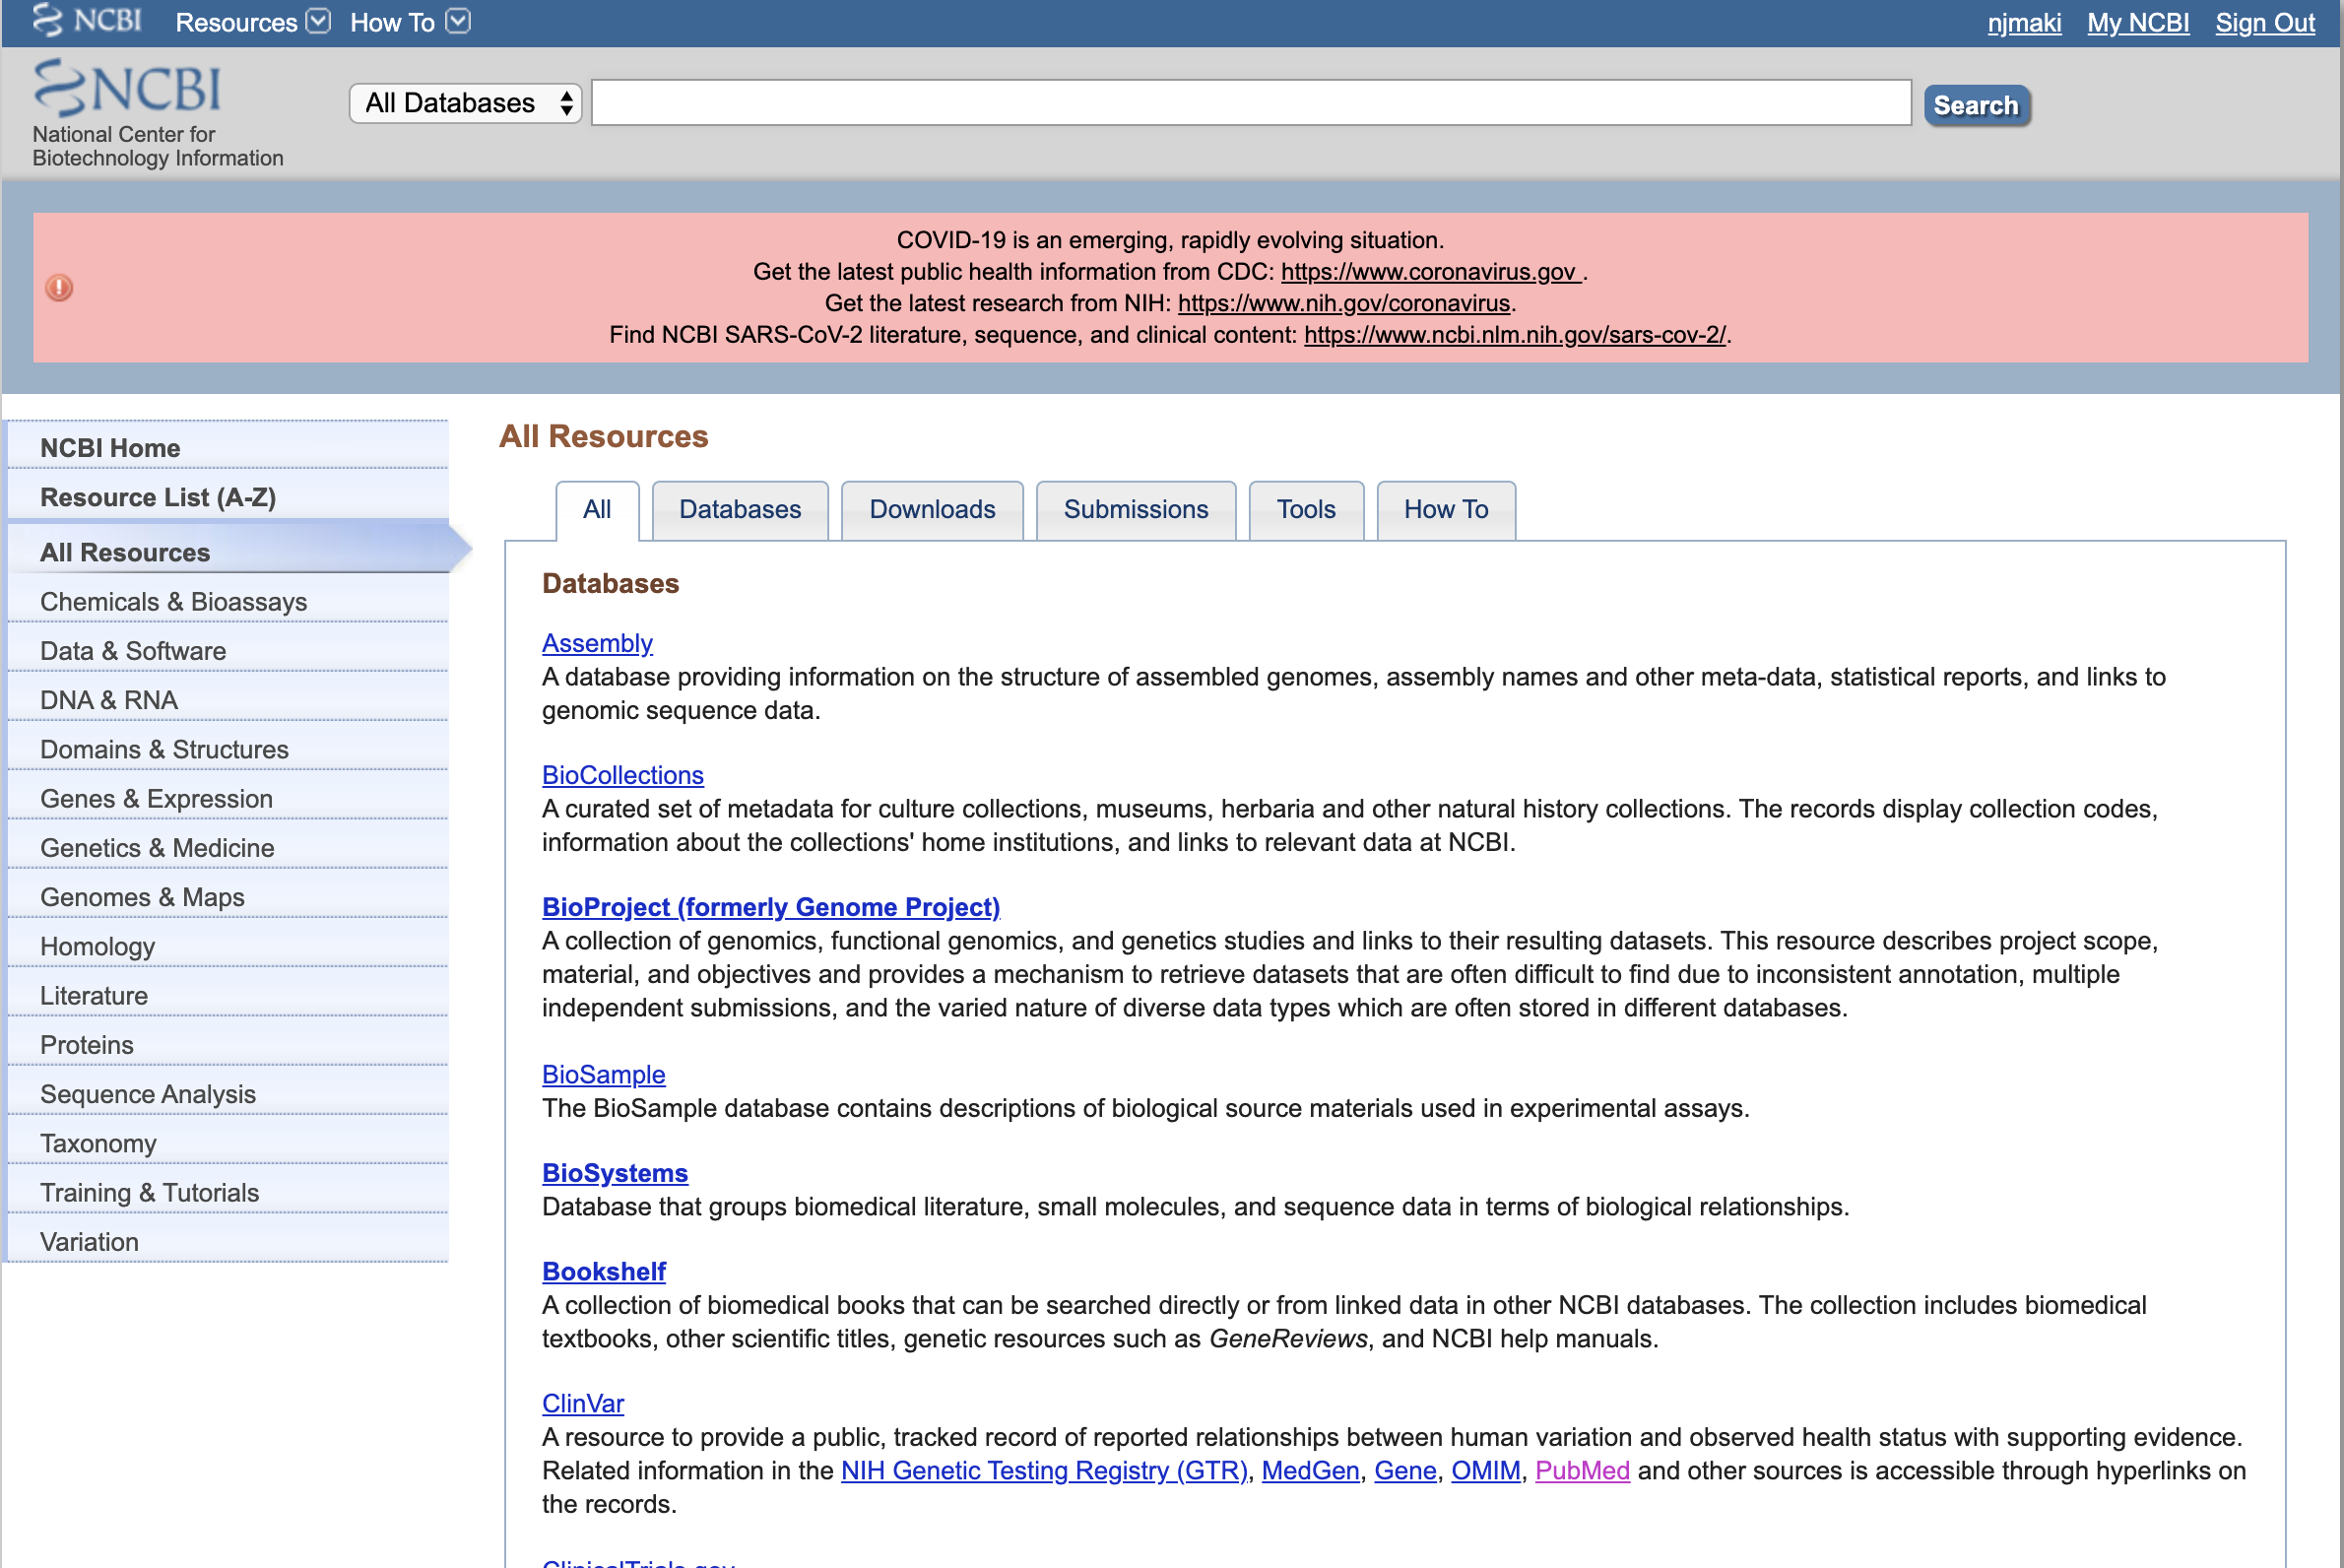 NCBI Resources How To njmaki My NCBI Sign Out
NCBI
National Center for
Biotechnology Information
All Databases Search
COVID-19 is an emerging, rapidly evolving situation.
Get the latest public health information from CDC: https://www.coronavirus.gov .
Get the latest research from NIH: https://www.nih.gov/coronavirus.
Find NCBI SARS-CoV-2 literature, sequence, and clinical content: https://www.ncbi.nlm.nih.gov/sars-cov-2/.
NCBI Home
Resource List (A-Z)
All Resources
Chemicals & Bioassays
Data & Software
DNA & RNA
Domains & Structures
Genes & Expression
Genetics & Medicine
Genomes & Maps
Homology
Literature
Proteins
Sequence Analysis
Taxonomy
Training & Tutorials
Variation
All Resources
All Databases Downloads Submissions Tools How To
Databases
Assembly
A database providing information on the structure of assembled genomes, assembly names and other meta-data, statistical reports, and links to
genomic sequence data.
BioCollections
A curated set of metadata for culture collections, museums, herbaria and other natural history collections. The records display collection codes,
information about the collections' home institutions, and links to relevant data at NCBI.
BioProject (formerly Genome Project)
A collection of genomics, functional genomics, and genetics studies and links to their resulting datasets. This resource describes project scope,
material, and objectives and provides a mechanism to retrieve datasets that are often difficult to find due to inconsistent annotation, multiple
independent submissions, and the varied nature of diverse data types which are often stored in different databases.
BioSample
The BioSample database contains descriptions of biological source materials used in experimental assays.
BioSystems
Database that groups biomedical literature, small molecules, and sequence data in terms of biological relationships.
Bookshelf
A collection of biomedical books that can be searched directly or from linked data in other NCBI databases. The collection includes biomedical
textbooks, other scientific titles, genetic resources such as GeneReviews, and NCBI help manuals.
ClinVar
A resource to provide a public, tracked record of reported relationships between human variation and observed health status with supporting evidence.
Related information in the NIH Genetic Testing Registry (GTR), MedGen, Gene, OMIM, PubMed and other sources is accessible through hyperlinks on
the records.
ClinicalTrials.gov